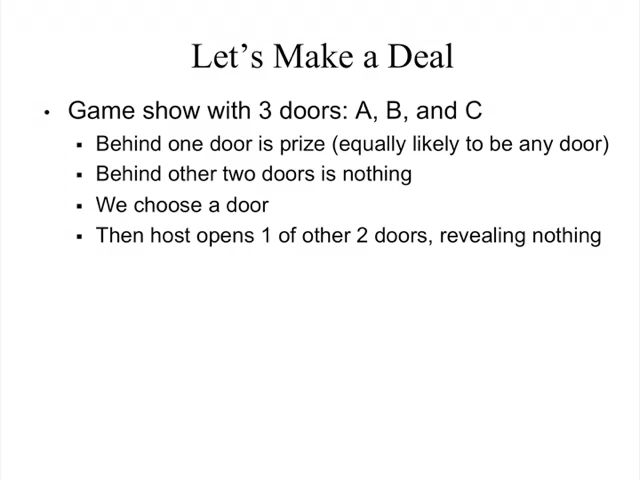 Let's Make a Deal
• Game show with 3 doors: A, B, and C
▪ Behind one door is prize (equally likely to be any door)
▪ Behind other two doors is nothing
▪ We choose a door
▪ Then host opens 1 of other 2 doors, revealing nothing